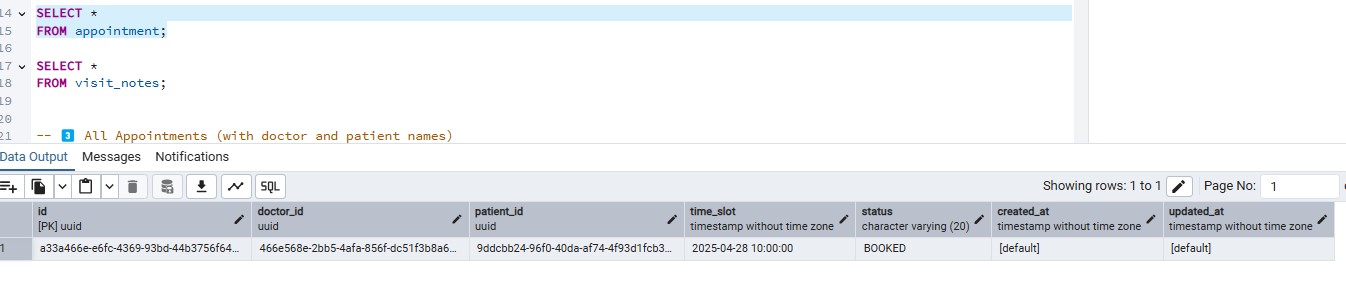 14 SELECT *
15 FROM appointment;
16
17 SELECT *
18 FROM visit_notes;
19
20
21 -- 3 All Appointments (with doctor and patient names)
Data Output Messages Notifications
SQL Showing rows: 1 to 1 Page No: 1
id doctor_id patient_id time_slot status created_at updated_at
[PK] uuid uuid uuid timestamp without time zone character varying (20) timestamp without time zone timestamp without time zone
1 a33a466e-e6fc-4369-93bd-44b3756f64... 466e568e-2bb5-4afa-856f-dc51f3b8a6... 9ddcbb24-96f0-40da-af74-4f93d1fcb3... 2025-04-28 10:00:00 BOOKED [default] [default]